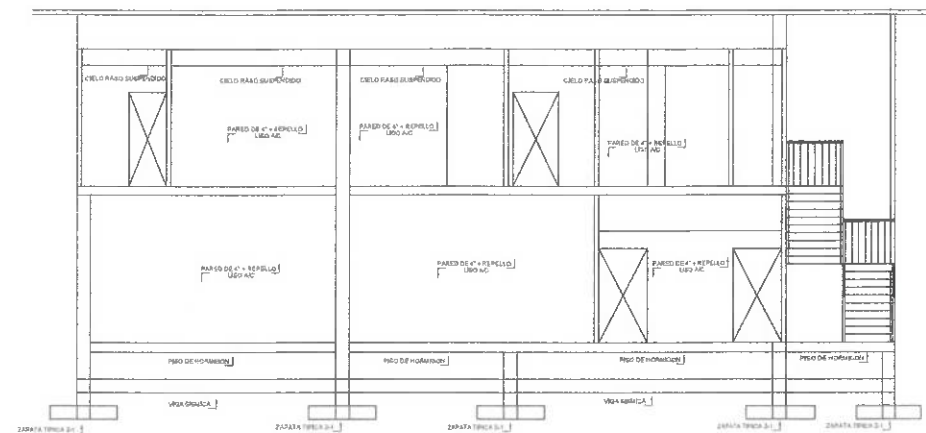 CIELO RASO SUSPENDIDO
CIELO RASO SUSPENDIDO
CIELO RASO SUSPENDIDO
CIELO RASO SUSPENDIDO
PARED DE 4" + REPELLO
LISO A/C
PARED DE 4" + REPELLO
LISO A/C
PARED DE 4" + REPELLO
LISO A/C
PARED DE 4" + REPELLO
LISO A/C
PARED DE 4" + REPELLO
LISO A/C
PARED DE 4" + REPELLO
LISO A/C
PISO DE HORMIGON
PISO DE HORMIGON
PISO DE HORMIGON
PISO DE HORMIGON
VIGA SISMICA
VIGA SISMICA
ZAPATA TIPICA Z-1
ZAPATA TIPICA Z-1
ZAPATA TIPICA Z-1
ZAPATA TIPICA Z-1
ZAPATA TIPICA Z-1